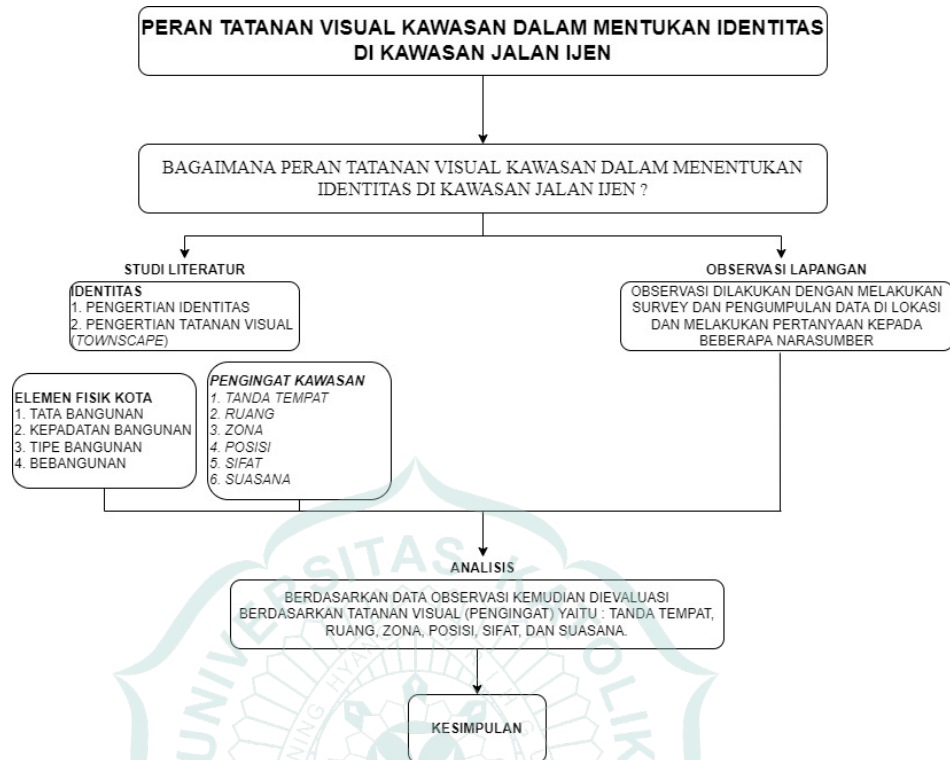 PERAN TATANAN VISUAL KAWASAN DALAM MENTUKAN IDENTITAS
DI KAWASAN JALAN IJEN
BAGAIMANA PERAN TATANAN VISUAL KAWASAN DALAM MENENTUKAN
IDENTITAS DI KAWASAN JALAN IJEN ?
STUDI LITERATUR
IDENTITAS
1. PENGERTIAN IDENTITAS
2. PENGERTIAN TATANAN VISUAL
(TOWNSCAPE)
OBSERVASI LAPANGAN
OBSERVASI DILAKUKAN DENGAN MELAKUKAN
SURVEY DAN PENGUMPULAN DATA DI LOKASI
DAN MELAKUKAN PERTANYAAN KEPADA
BEBERAPA NARASUMBER
ELEMEN FISIK KOTA
1. TATA BANGUNAN
2. KEPADATAN BANGUNAN
3. TIPE BANGUNAN
4. BEBANGUNAN
PENGINGAT KAWASAN
1. TANDA TEMPAT
2. RUANG
3. ZONA
4. POSISI
5. SIFAT
6. SUASANA
ANALISIS
BERDASARKAN DATA OBSERVASI KEMUDIAN DIEVALUASI
BERDASARKAN TATANAN VISUAL (PENGINGAT) YAITU : TANDA TEMPAT,
RUANG, ZONA, POSISI, SIFAT, DAN SUASANA.
KESIMPULAN
UNIVERSITAS KATOLIK